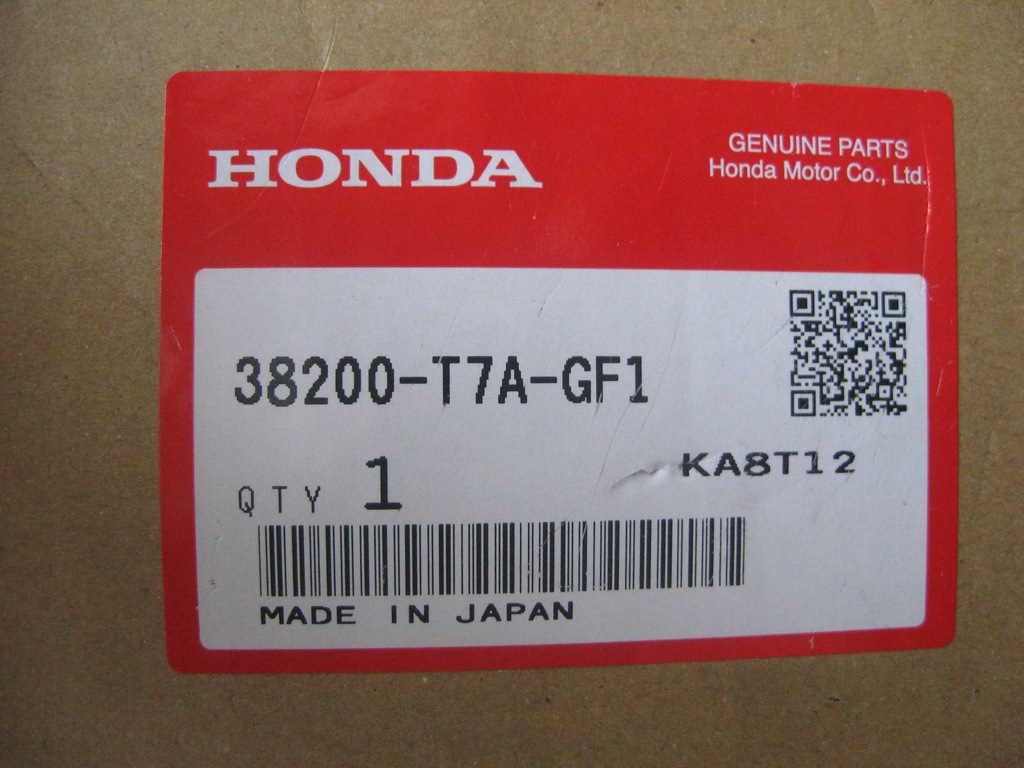 HONDA
GENUINE PARTS
Honda Motor Co., Ltd.
38200-T7A-GF1
KA8T12
QTY 1
MADE IN JAPAN